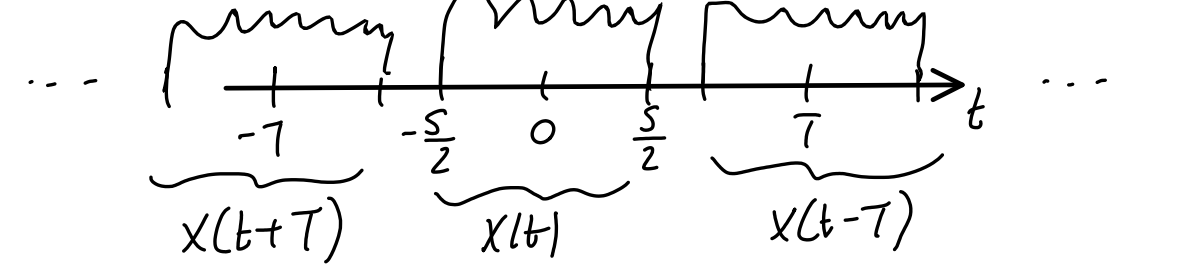 ... t ...
-T -S/2 0 S/2 T
x(t+T) x(t) x(t-T)